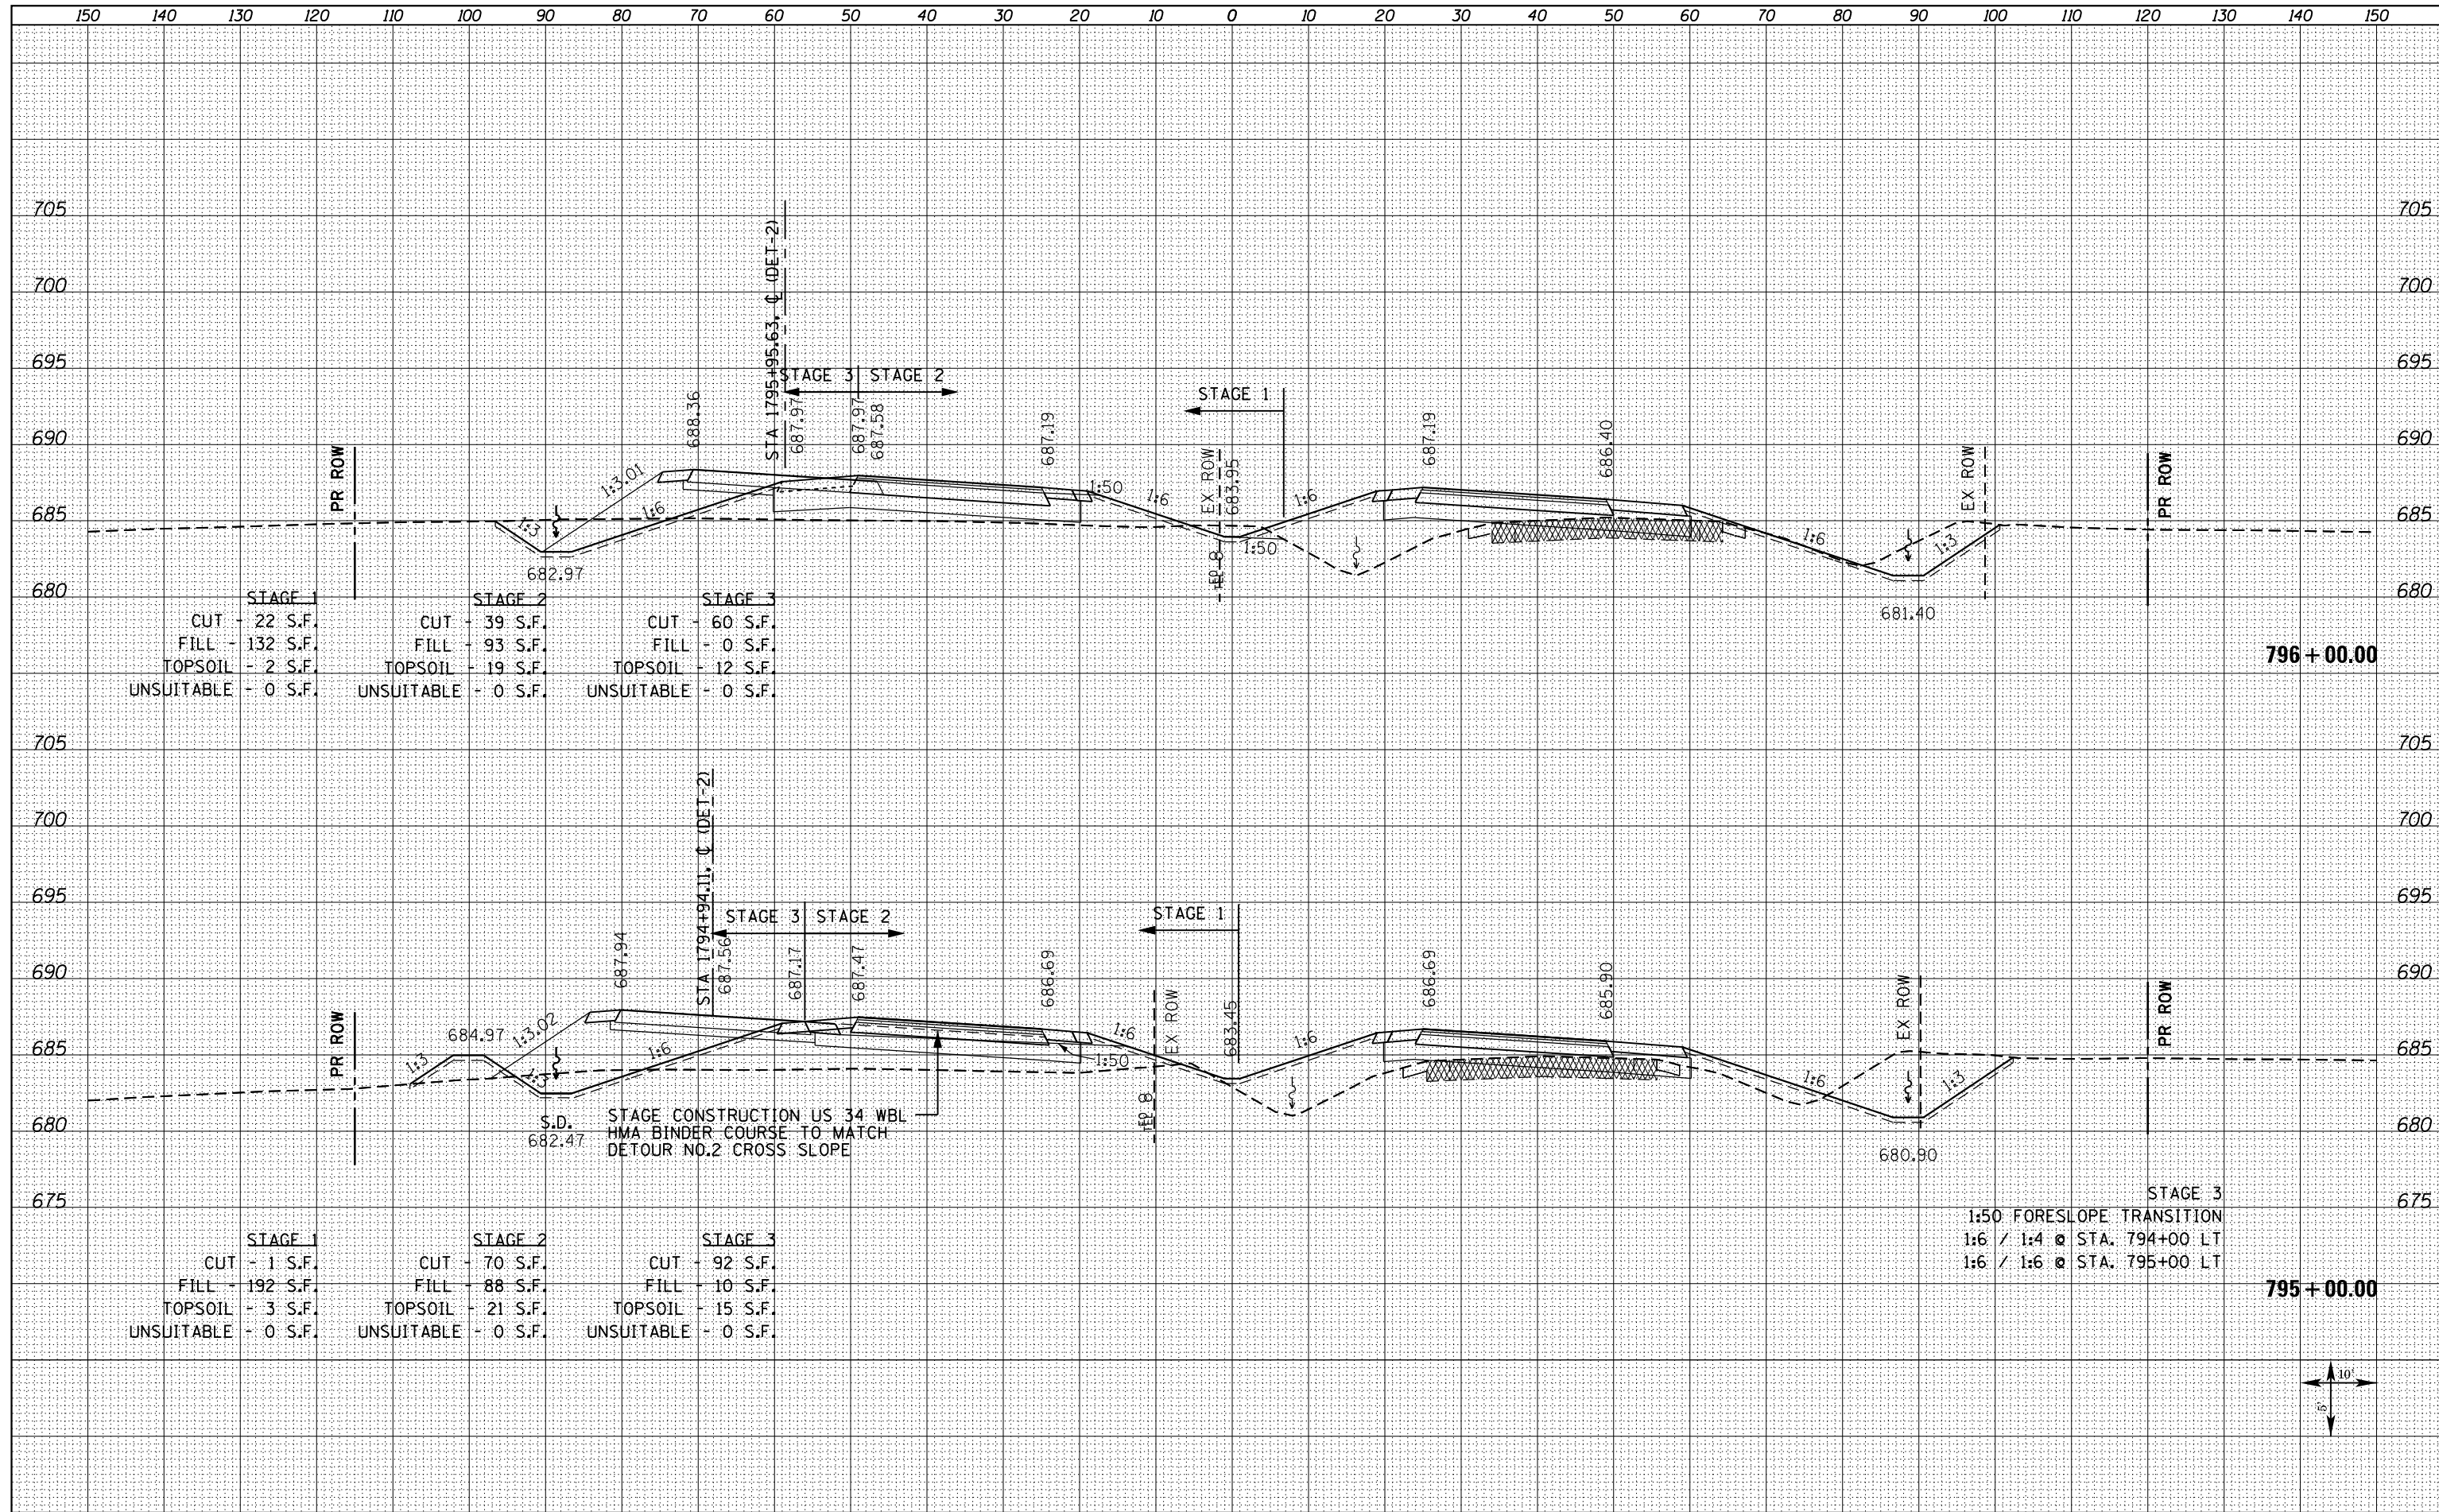 150 140 130 120 110 100 90 80 70 60 50 40 30 20 10 0 10 20 30 40 50 60 70 80 90 100 110 120 130 140 150
705 705
700 700
695 695
690 690
685 685
680 680
STA 1795+95.63, ℄ (DET-2)
STAGE 3 STAGE 2
STAGE 1
688.36
687.97
687.97
687.58
687.19
683.95
687.19
686.40
PR ROW
EX ROW
EX ROW
PR ROW
1:3.01
1:3
1:6
1:50
1:6
1:50
1:6
1:6
1:3
682.97
681.40
STAGE 1
CUT - 22 S.F.
FILL - 132 S.F.
TOPSOIL - 2 S.F.
UNSUITABLE - 0 S.F.
STAGE 2
CUT - 39 S.F.
FILL - 93 S.F.
TOPSOIL - 19 S.F.
UNSUITABLE - 0 S.F.
STAGE 3
CUT - 60 S.F.
FILL - 0 S.F.
TOPSOIL - 12 S.F.
UNSUITABLE - 0 S.F.
796+00.00
705 705
700 700
695 695
690 690
685 685
680 680
675 675
STA 1794+94.11, ℄ (DET-2)
STAGE 3 STAGE 2
STAGE 1
687.94
687.56
687.17
687.47
686.69
683.45
686.69
685.90
PR ROW
EX ROW
EX ROW
PR ROW
684.97
1:3
1:3.02
1:3
1:6
1:6
1:50
1:6
1:6
1:3
S.D.
682.47
680.90
STAGE CONSTRUCTION US 34 WBL
HMA BINDER COURSE TO MATCH
DETOUR NO.2 CROSS SLOPE
STAGE 3
1:50 FORESLOPE TRANSITION
1:6 / 1:4 @ STA. 794+00 LT
1:6 / 1:6 @ STA. 795+00 LT
STAGE 1
CUT - 1 S.F.
FILL - 192 S.F.
TOPSOIL - 3 S.F.
UNSUITABLE - 0 S.F.
STAGE 2
CUT - 70 S.F.
FILL - 88 S.F.
TOPSOIL - 21 S.F.
UNSUITABLE - 0 S.F.
STAGE 3
CUT - 92 S.F.
FILL - 10 S.F.
TOPSOIL - 15 S.F.
UNSUITABLE - 0 S.F.
795+00.00
10'
5'